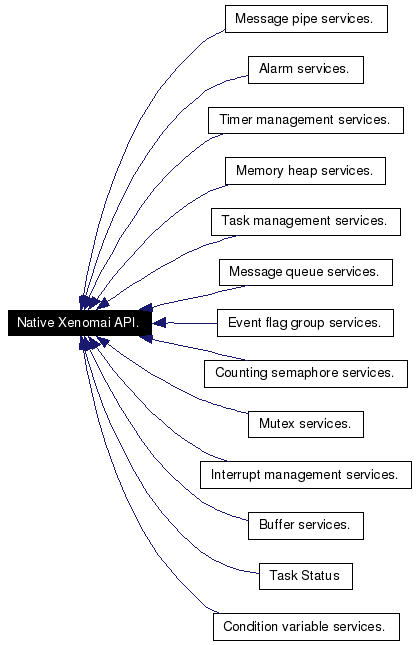 Message pipe services.
Alarm services.
Timer management services.
Memory heap services.
Task management services.
Message queue services.
Native Xenomai API.
Event flag group services.
Counting semaphore services.
Mutex services.
Interrupt management services.
Buffer services.
Task Status
Condition variable services.